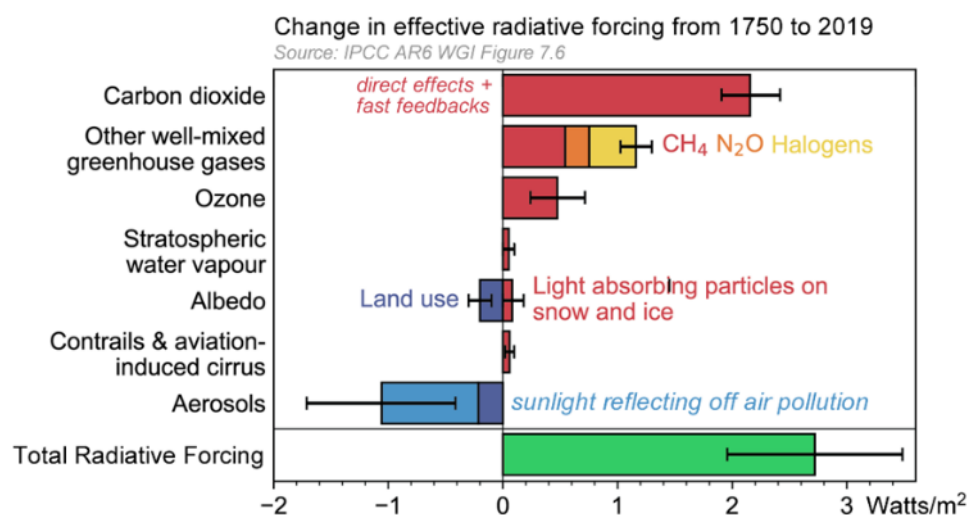 Change in effective radiative forcing from 1750 to 2019
Source: IPCC AR6 WGI Figure 7.6
Carbon dioxide
direct effects +
fast feedbacks
Other well-mixed
greenhouse gases
CH₄ N₂O Halogens
Ozone
Stratospheric
water vapour
Albedo
Land use
Light absorbing particles on
snow and ice
Contrails & aviation-
induced cirrus
Aerosols
sunlight reflecting off air pollution
Total Radiative Forcing
−2 −1 0 1 2 3 Watts/m²